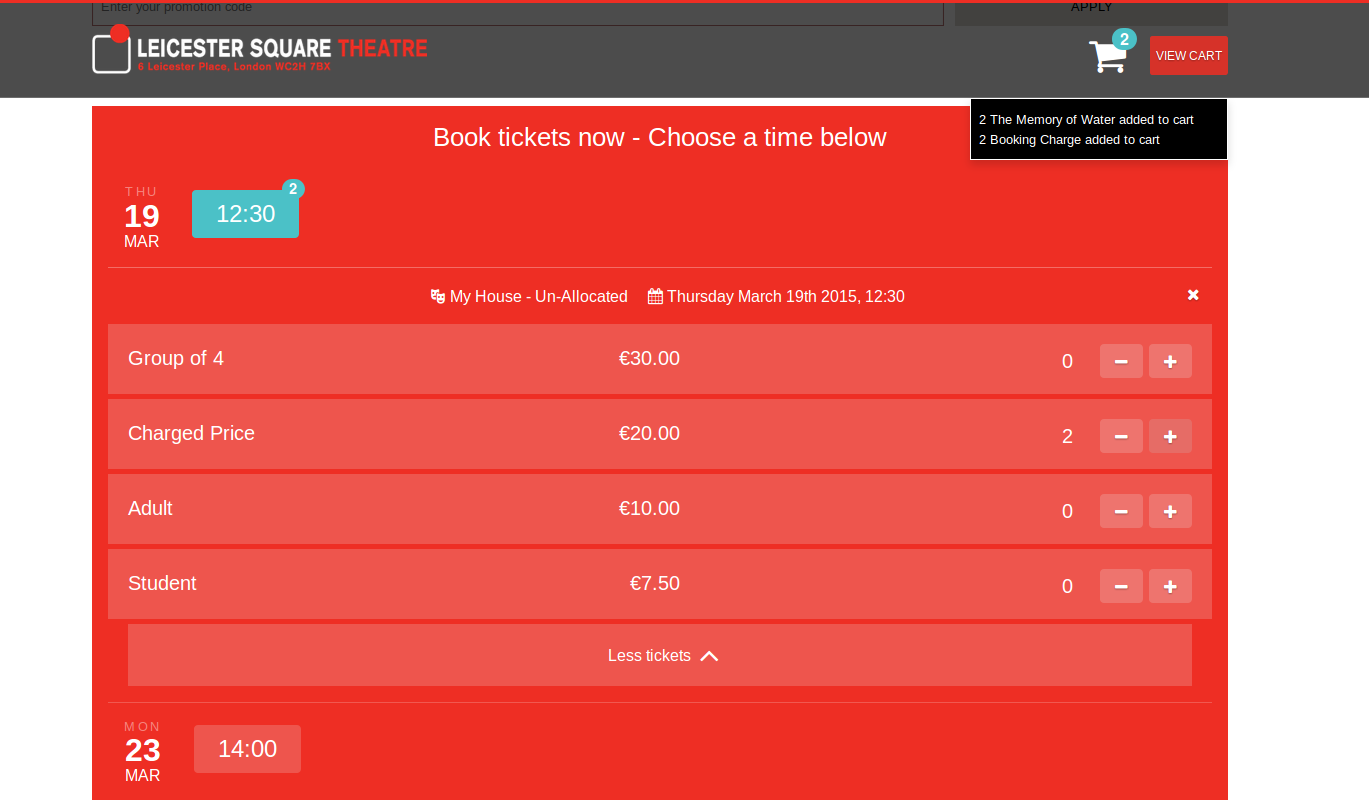 Enter your promotion code
APPLY
LEICESTER SQUARE THEATRE
6 Leicester Place, London WC2H 7BX
2
VIEW CART
2 The Memory of Water added to cart
2 Booking Charge added to cart
Book tickets now - Choose a time below
THU
19
MAR
12:30
2
My House - Un-Allocated Thursday March 19th 2015, 12:30
Group of 4 €30.00 0
Charged Price €20.00 2
Adult €10.00 0
Student €7.50 0
Less tickets
MON
23
MAR
14:00